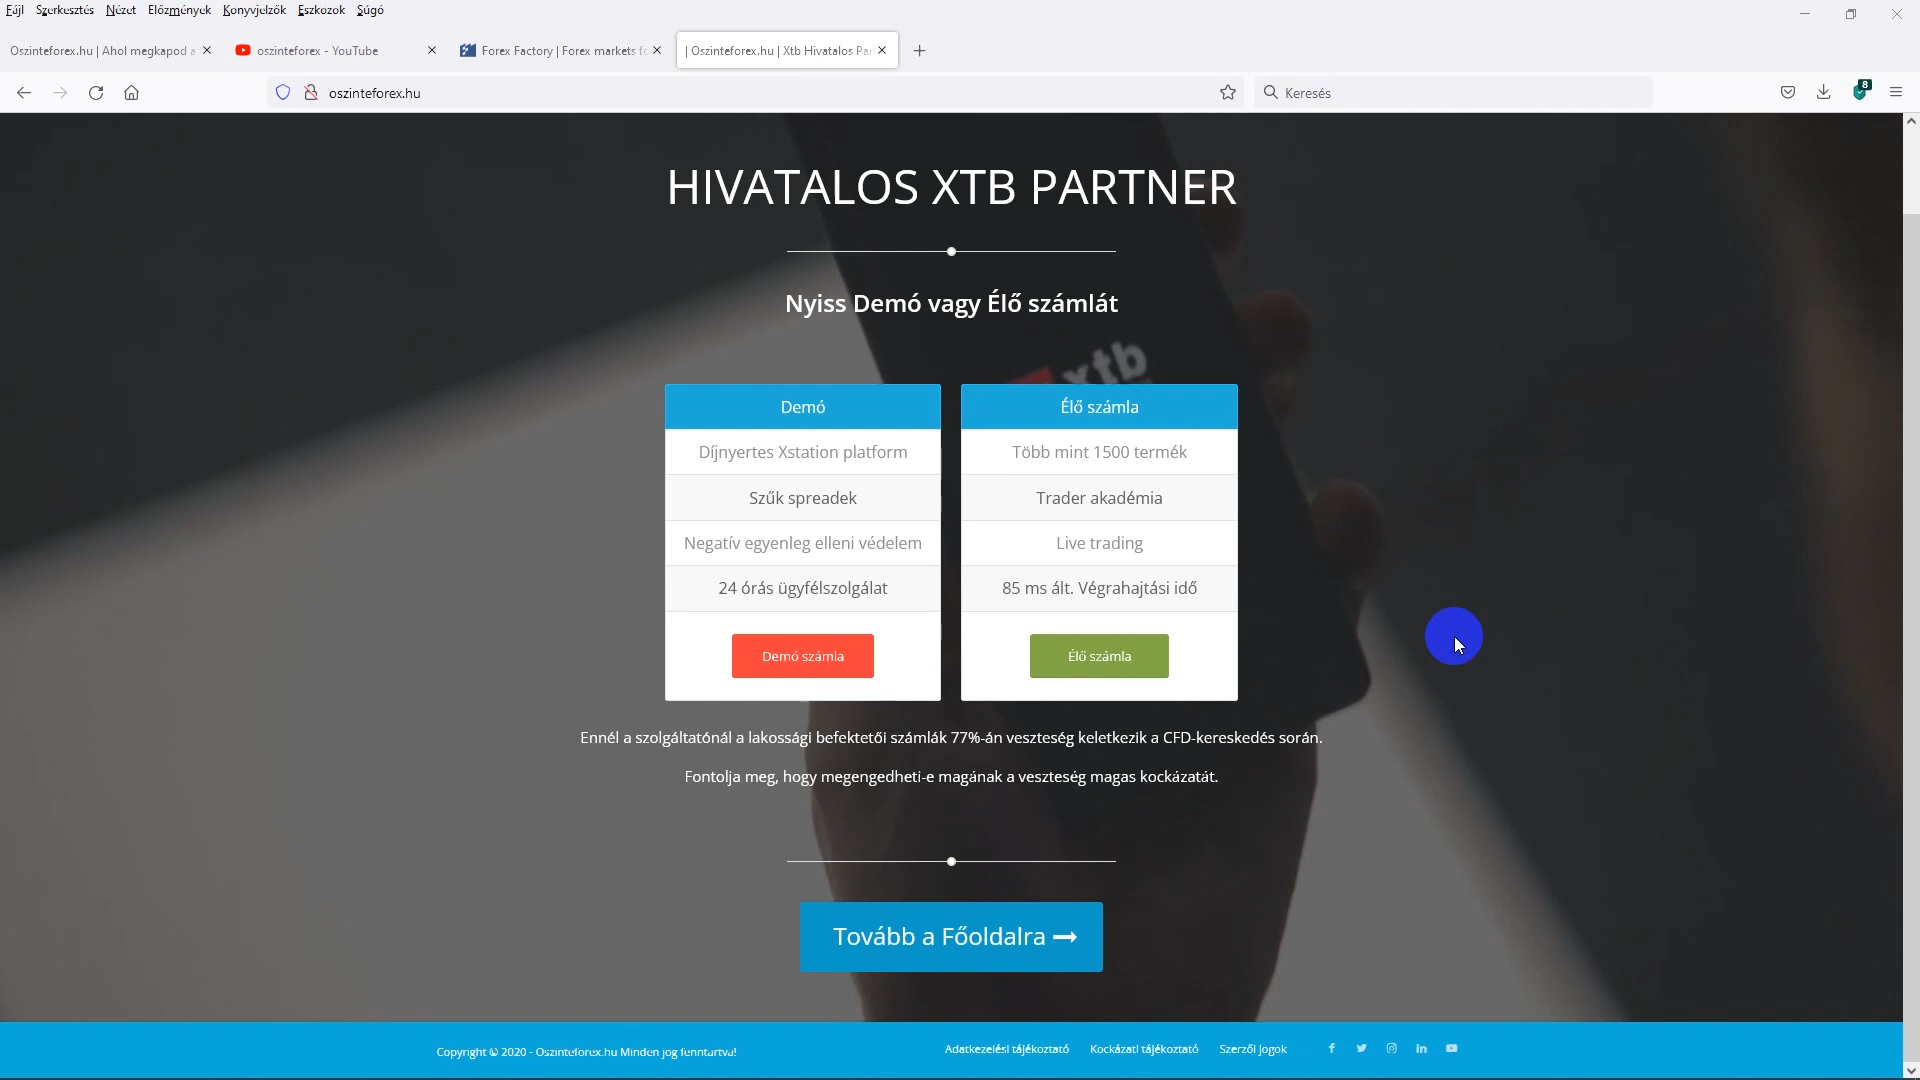 Fájl Szerkesztés Nézet Előzmények Könyvjelzők Eszközök Súgó
Oszinteforex.hu | Ahol megkapod a
oszinteforex - YouTube
Forex Factory | Forex markets fo
| Oszinteforex.hu | Xtb Hivatalos Par
oszinteforex.hu
Keresés
8
HIVATALOS XTB PARTNER
Nyiss Demó vagy Élő számlát
xtb
Demó
Élő számla
Díjnyertes Xstation platform
Több mint 1500 termék
Szűk spreadek
Trader akadémia
Negatív egyenleg elleni védelem
Live trading
24 órás ügyfélszolgálat
85 ms ált. Végrahajtási idő
Demó számla
Élő számla
Ennél a szolgáltatónál a lakossági befektetői számlák 77%-án veszteség keletkezik a CFD-kereskedés során.
Fontolja meg, hogy megengedheti-e magának a veszteség magas kockázatát.
Tovább a Főoldalra
Copyright © 2020 - Oszinteforex.hu Minden jog fenntartva!
Adatkezelési tájékoztató
Kockázati tájékoztató
Szerzői Jogok